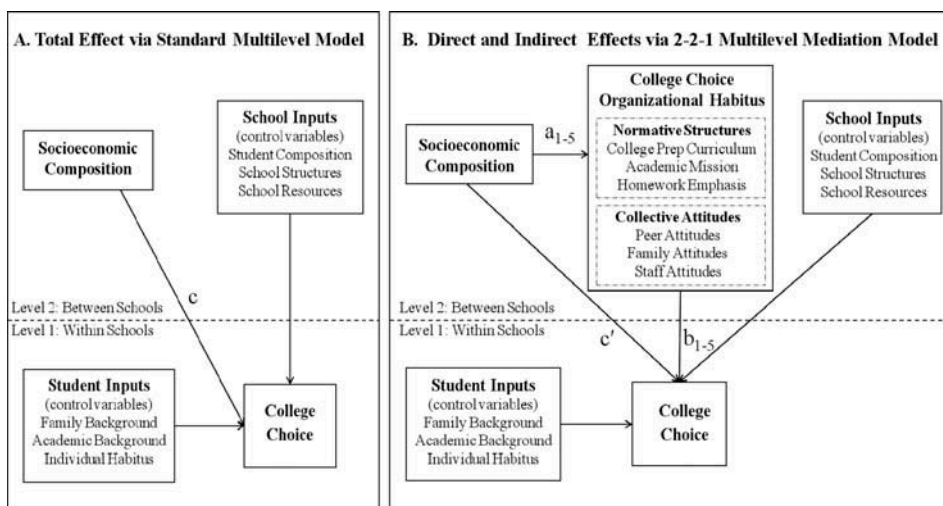 A. Total Effect via Standard Multilevel Model
School Inputs
(control variables)
Student Composition
School Structures
School Resources
Socioeconomic
Composition
c
Level 2: Between Schools
Level 1: Within Schools
Student Inputs
(control variables)
Family Background
Academic Background
Individual Habitus
College
Choice
B. Direct and Indirect Effects via 2-2-1 Multilevel Mediation Model
College Choice
Organizational Habitus
Normative Structures
College Prep Curriculum
Academic Mission
Homework Emphasis
Collective Attitudes
Peer Attitudes
Family Attitudes
Staff Attitudes
Socioeconomic
Composition
a1-5
School Inputs
(control variables)
Student Composition
School Structures
School Resources
Level 2: Between Schools
Level 1: Within Schools
c'
b1-5
Student Inputs
(control variables)
Family Background
Academic Background
Individual Habitus
College
Choice